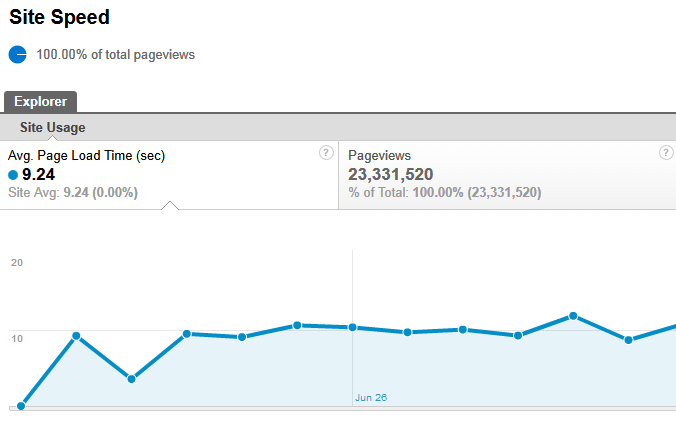 Site Speed
100.00% of total pageviews
Explorer
Site Usage
Avg. Page Load Time (sec) ?
9.24
Site Avg: 9.24 (0.00%)
Pageviews ?
23,331,520
% of Total: 100.00% (23,331,520)
20
10
Jun 26